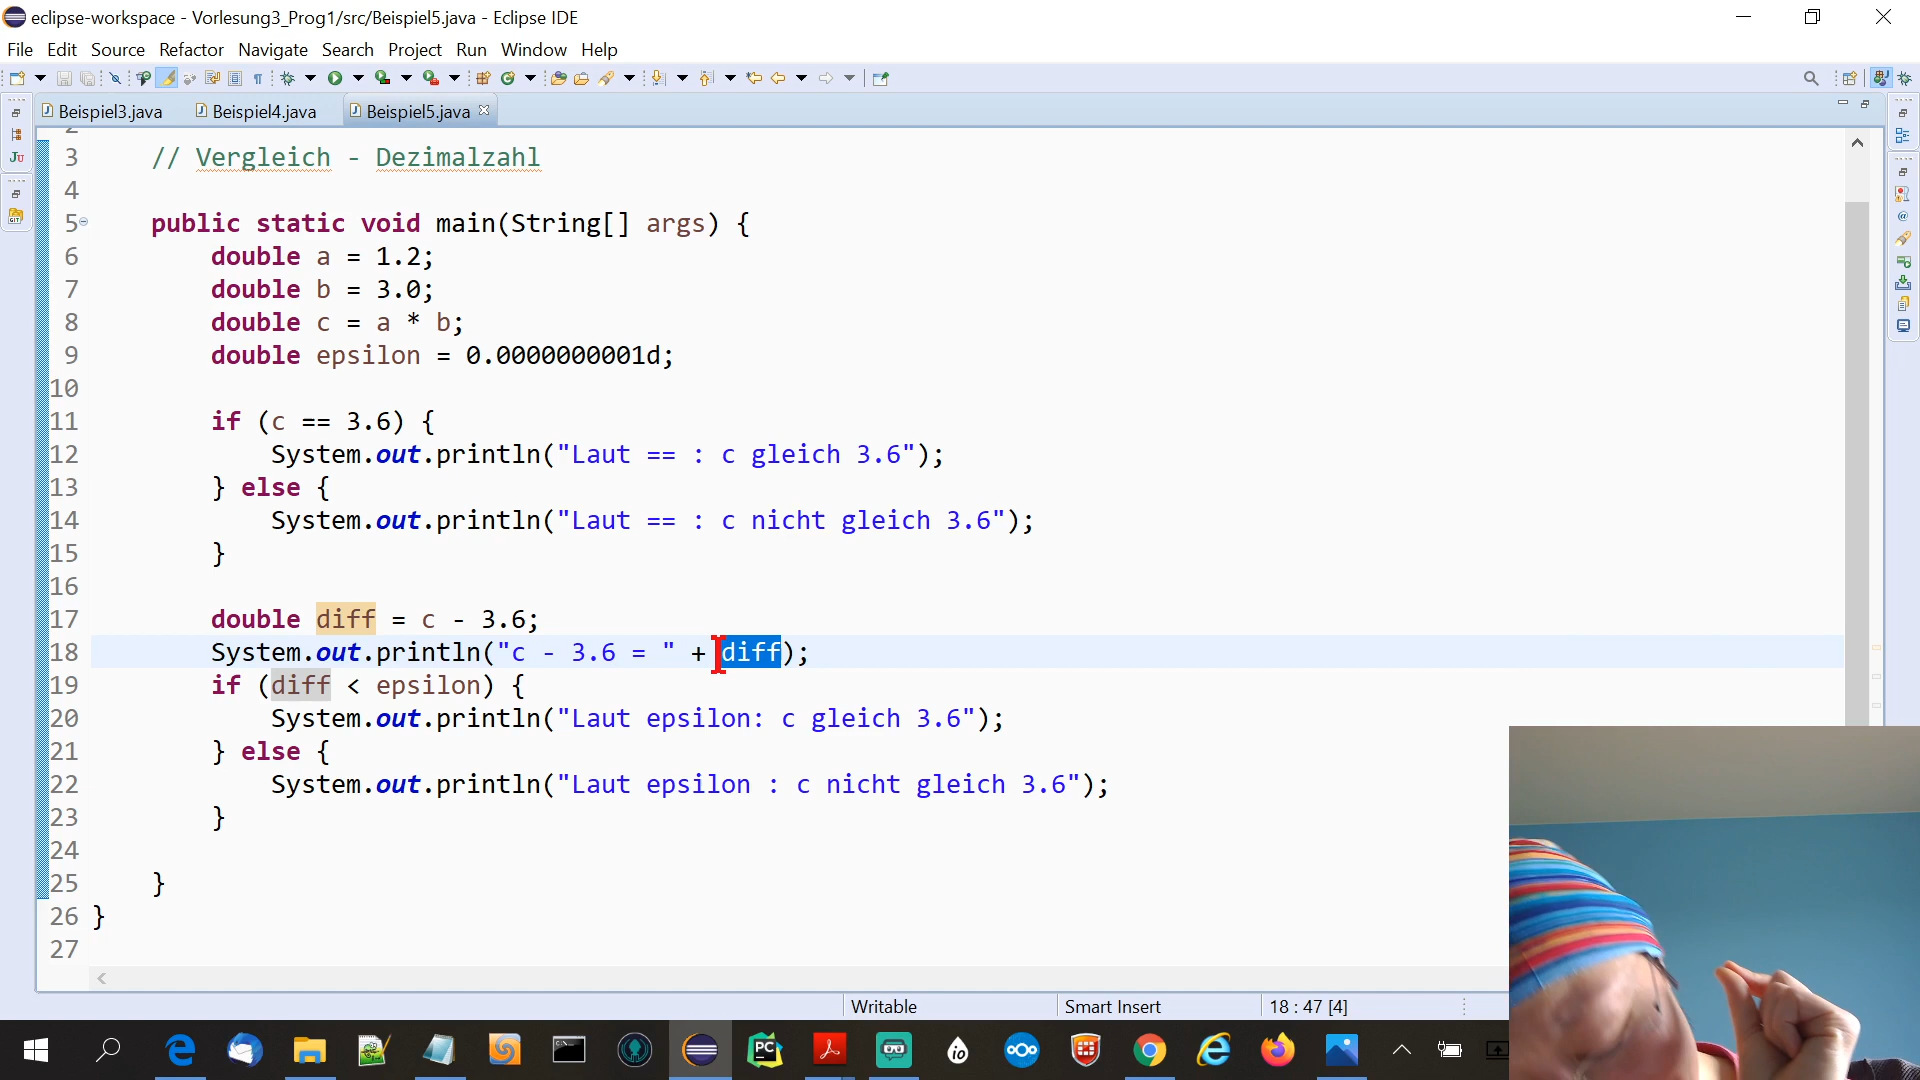 eclipse-workspace - Vorlesung3_Prog1/src/Beispiel5.java - Eclipse IDE
File Edit Source Refactor Navigate Search Project Run Window Help
Beispiel3.java Beispiel4.java Beispiel5.java
3 // Vergleich - Dezimalzahl
4
5 public static void main(String[] args) {
6 double a = 1.2;
7 double b = 3.0;
8 double c = a * b;
9 double epsilon = 0.0000000001d;
10
11 if (c == 3.6) {
12 System.out.println("Laut == : c gleich 3.6");
13 } else {
14 System.out.println("Laut == : c nicht gleich 3.6");
15 }
16
17 double diff = c - 3.6;
18 System.out.println("c - 3.6 = " + diff);
19 if (diff < epsilon) {
20 System.out.println("Laut epsilon: c gleich 3.6");
21 } else {
22 System.out.println("Laut epsilon : c nicht gleich 3.6");
23 }
24
25 }
26 }
27
Writable Smart Insert 18 : 47 [4]